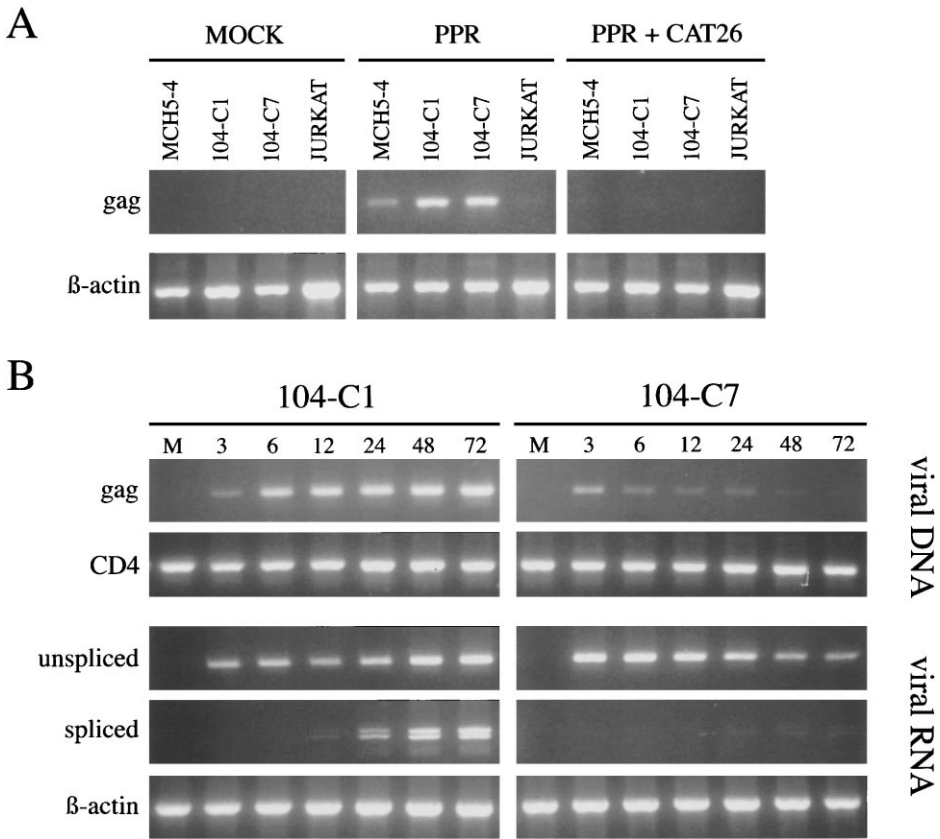 A
MOCK PPR PPR + CAT26
MCH5-4 104-C1 104-C7 JURKAT MCH5-4 104-C1 104-C7 JURKAT MCH5-4 104-C1 104-C7 JURKAT
gag
ß-actin
B
104-C1 104-C7
M 3 6 12 24 48 72 M 3 6 12 24 48 72
gag
CD4
viral DNA
unspliced
spliced
ß-actin
viral RNA